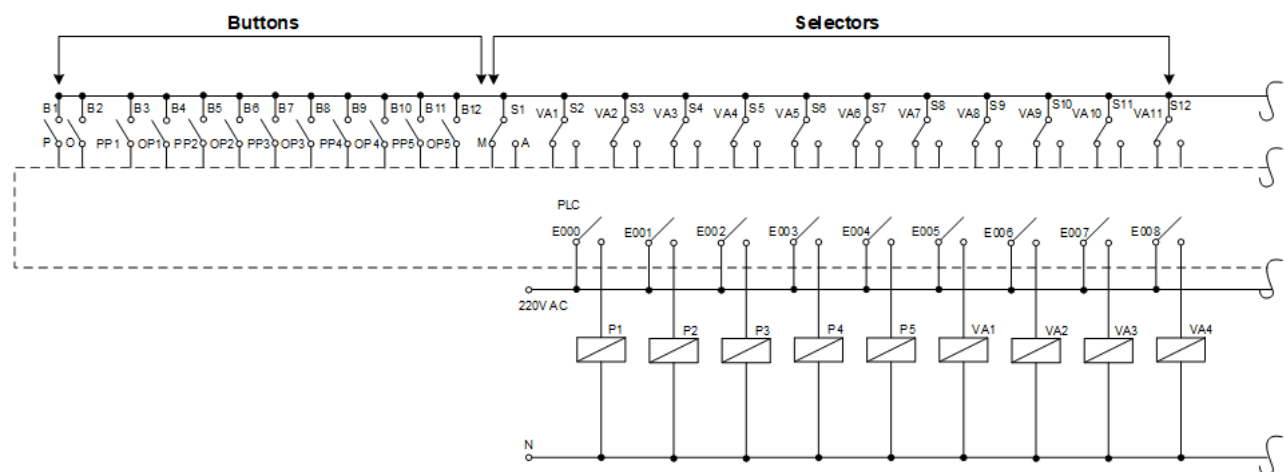 Buttons Selectors
B1 B2 B3 B4 B5 B6 B7 B8 B9 B10 B11 B12 S1 VA1 S2 VA2 S3 VA3 S4 VA4 S5 VA5 S6 VA6 S7 VA7 S8 VA8 S9 VA9 S10 VA10 S11 VA11 S12
P O PP1 OP1 PP2 OP2 PP3 OP3 PP4 OP4 PP5 OP5 M A
PLC
E000 E001 E002 E003 E004 E005 E006 E007 E008
220V AC
P1 P2 P3 P4 P5 VA1 VA2 VA3 VA4
N